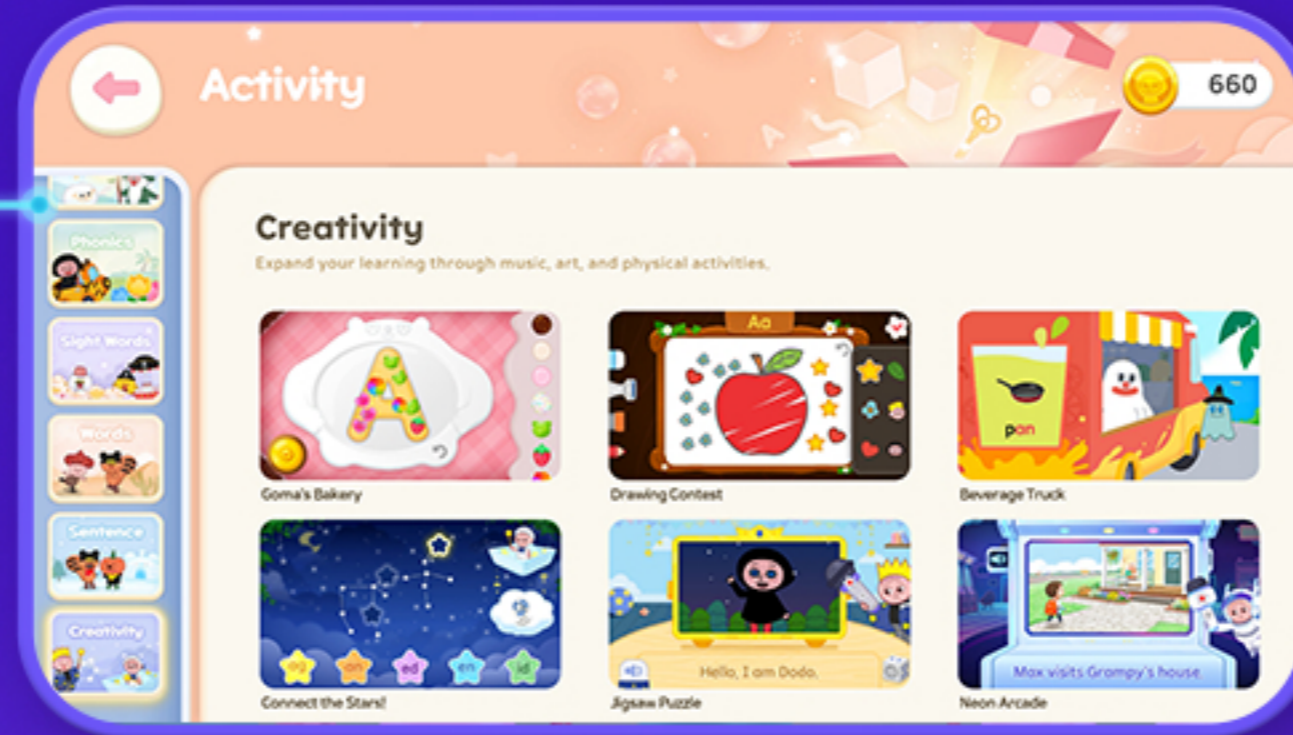 Activity
660
Phonics
Sight Words
Words
Sentence
Creativity
Creativity
Expand your learning through music, art, and physical activities.
A
Goma's Bakery
Aa
Drawing Contest
pan
Beverage Truck
ag an ed en id
Connect the Stars!
Hello, I am Dodo.
Jigsaw Puzzle
Max visits Grampy's house.
Neon Arcade